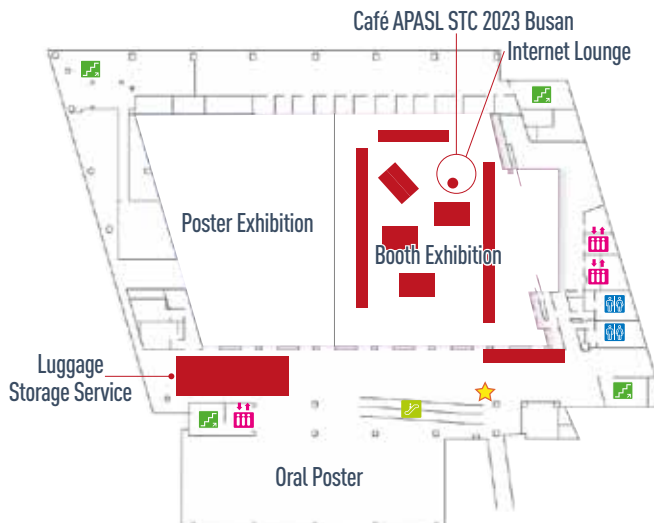 Café APASL STC 2023 Busan
Internet Lounge
Poster Exhibition
Booth Exhibition
Luggage
Storage Service
Oral Poster